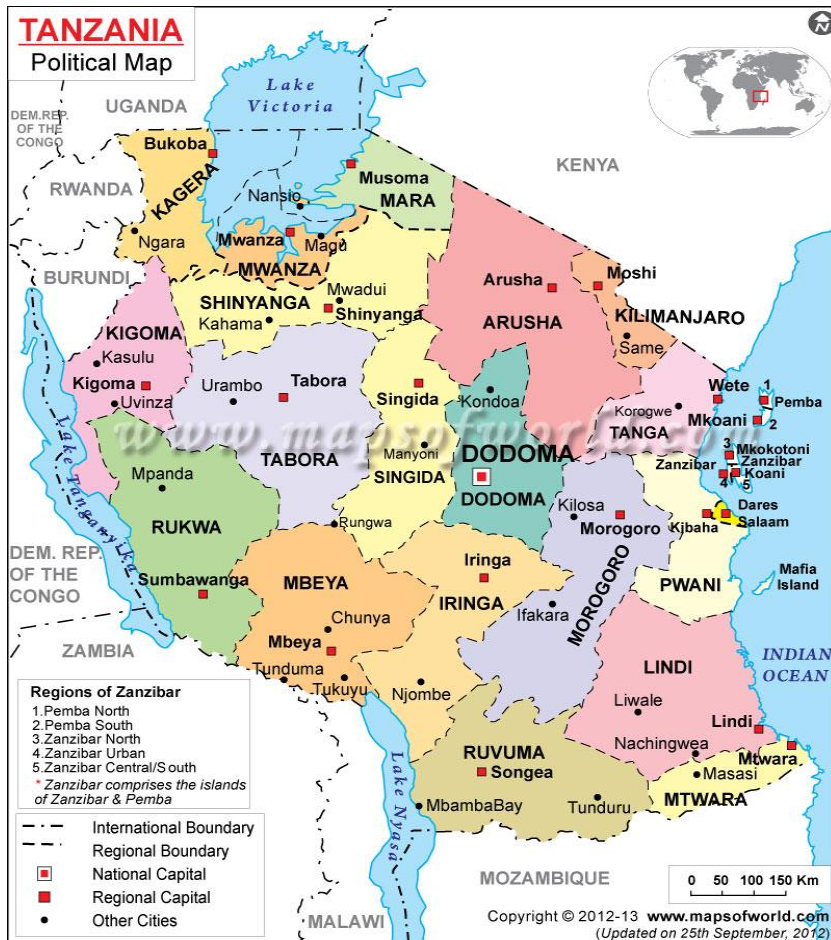 TANZANIA
Political Map
N
Lake
Victoria
UGANDA
DEM.REP.
OF THE
CONGO
KENYA
RWANDA
Bukoba
KAGERA
Musoma
MARA
Nansio
Ngara
Mwanza
Magu
MWANZA
BURUNDI
Mwadui
SHINYANGA
Shinyanga
Kahama
Arusha
ARUSHA
Moshi
KILIMANJARO
Same
KIGOMA
Kasulu
Kigoma
Uvinza
Urambo
Tabora
TABORA
Singida
Manyoni
SINGIDA
Kondoa
DODOMA
DODOMA
Korogwe
TANGA
Wete
1
Pemba
Mkoani
2
www.mapsofworld.com
3
Mkokotoni
Zanzibar
Zanzibar
Koani
4
5
Lake Tanganyika
Mpanda
RUKWA
Sumbawanga
Rungwa
Kilosa
Morogoro
MOROGORO
Ifakara
Kibaha
Dares
Salaam
PWANI
Mafia
Island
DEM. REP.
OF THE
CONGO
ZAMBIA
MBEYA
Chunya
Mbeya
Tunduma
Tukuyu
Iringa
IRINGA
Njombe
LINDI
Liwale
Lindi
Nachingwea
Mtwara
Masasi
MTWARA
INDIAN
OCEAN
RUVUMA
Songea
MbambaBay
Tunduru
Lake Nyasa
MOZAMBIQUE
MALAWI
Regions of Zanzibar
1.Pemba North
2.Pemba South
3.Zanzibar North
4.Zanzibar Urban
5.Zanzibar Central/South
* Zanzibar comprises the islands
of Zanzibar & Pemba
International Boundary
Regional Boundary
National Capital
Regional Capital
Other Cities
0 50 100 150 Km
Copyright © 2012-13 www.mapsofworld.com
(Updated on 25th September, 2012)